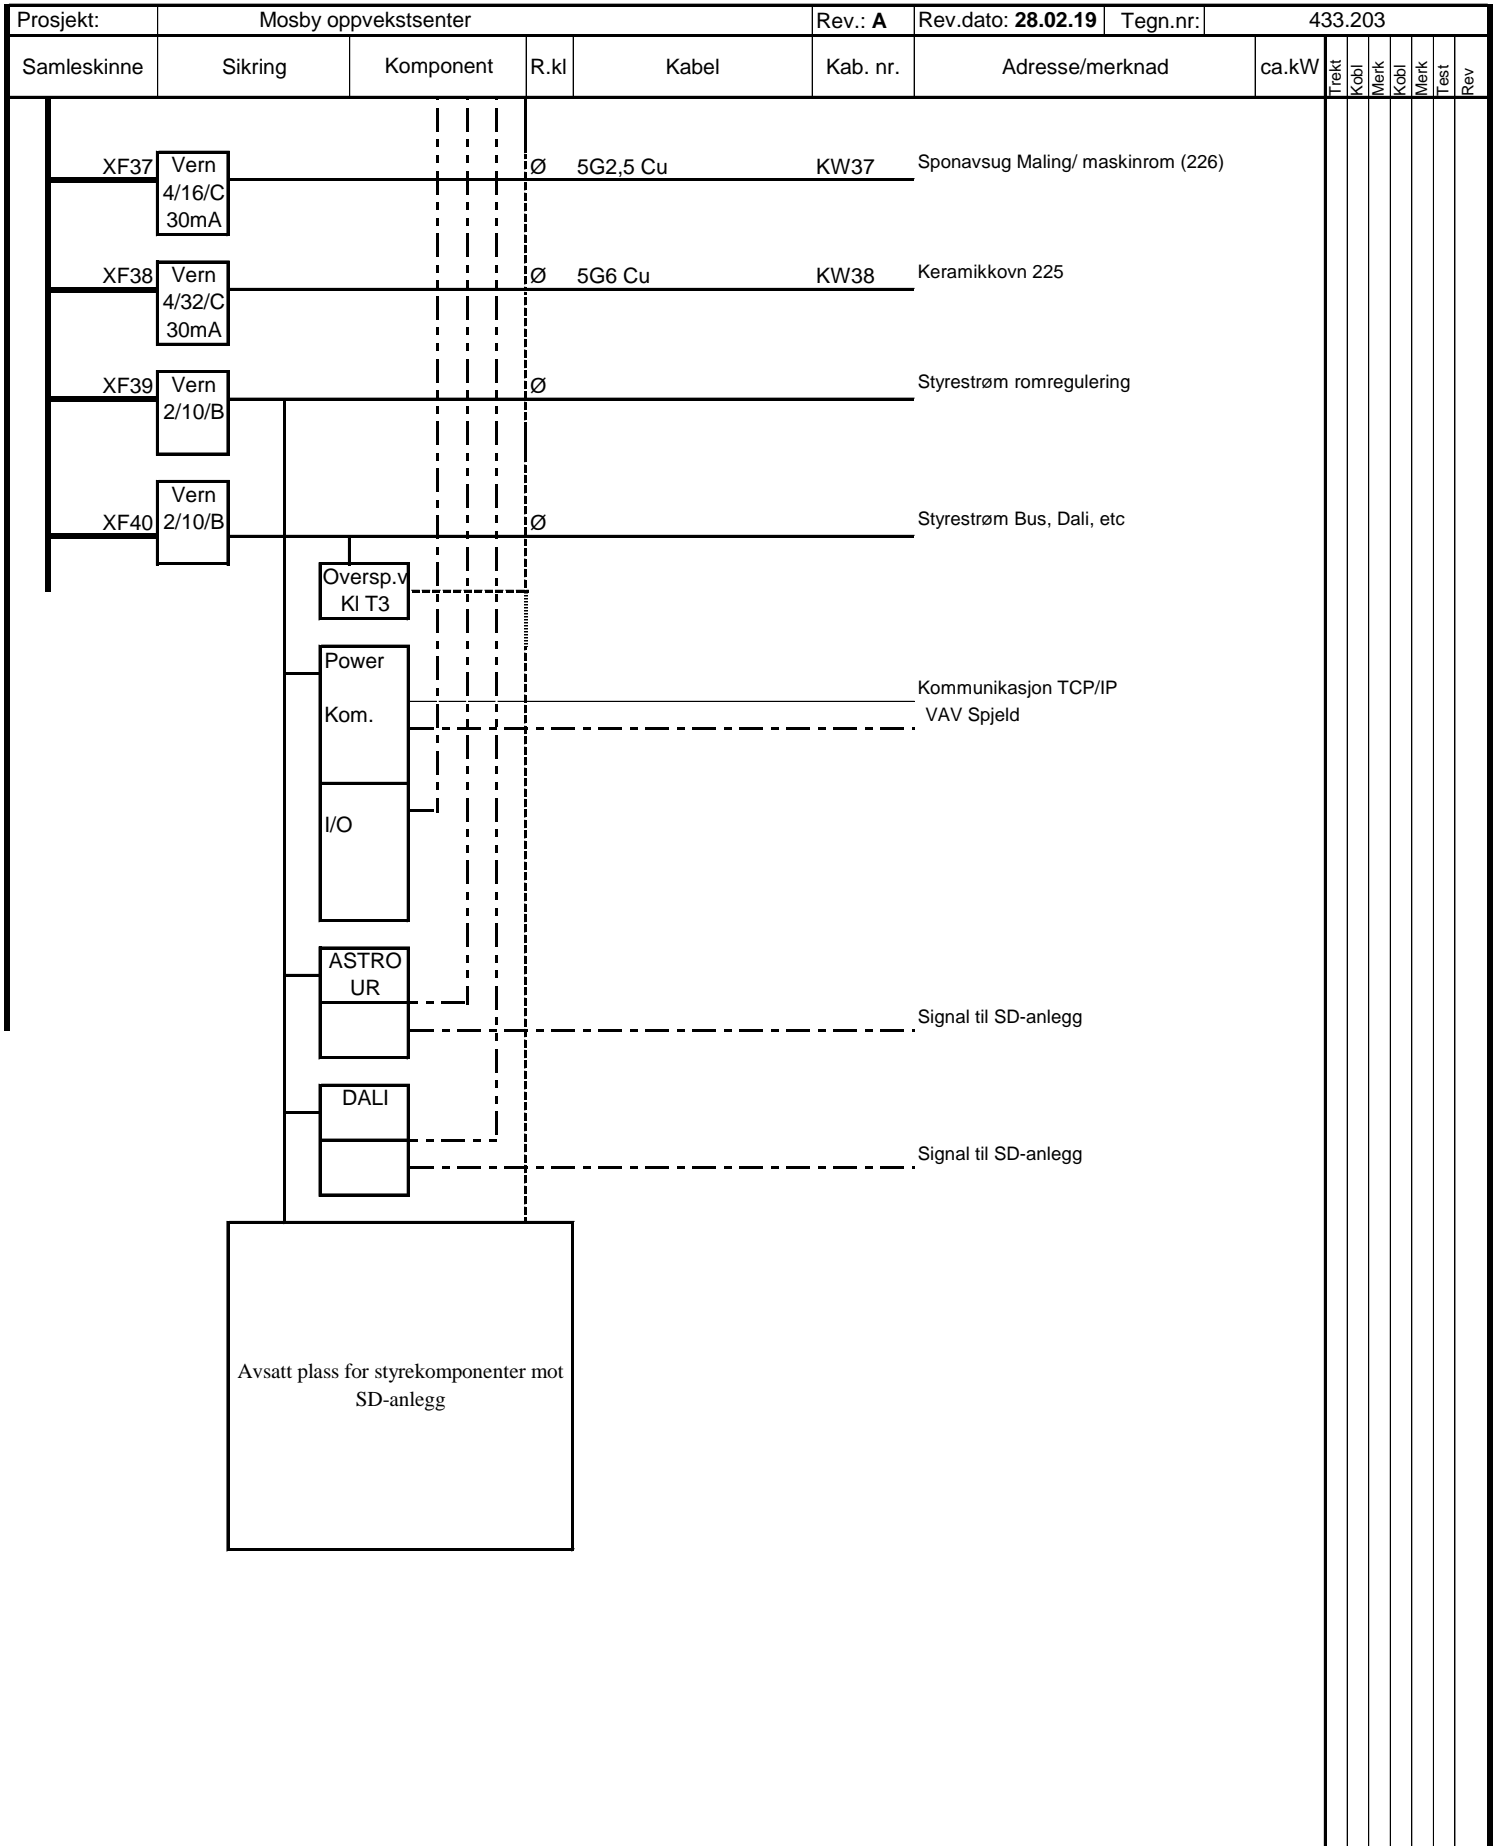 Prosjekt: Mosby oppvekstsenter Rev.: A Rev.dato: 28.02.19 Tegn.nr: 433.203
Samleskinne Sikring Komponent R.kl Kabel Kab. nr. Adresse/merknad ca.kW Trekt Kobl Merk Kobl Merk Test Rev
XF37 Vern Ø 5G2,5 Cu KW37 Sponavsug Maling/ maskinrom (226)
4/16/C
30mA
XF38 Vern Ø 5G6 Cu KW38 Keramikkovn 225
4/32/C
30mA
XF39 Vern Ø Styrestrøm romregulering
2/10/B
Vern
XF40 2/10/B Ø Styrestrøm Bus, Dali, etc
Oversp.v
Kl T3
Power
Kommunikasjon TCP/IP
Kom. VAV Spjeld
I/O
ASTRO
UR
Signal til SD-anlegg
DALI
Signal til SD-anlegg
Avsatt plass for styrekomponenter mot
SD-anlegg